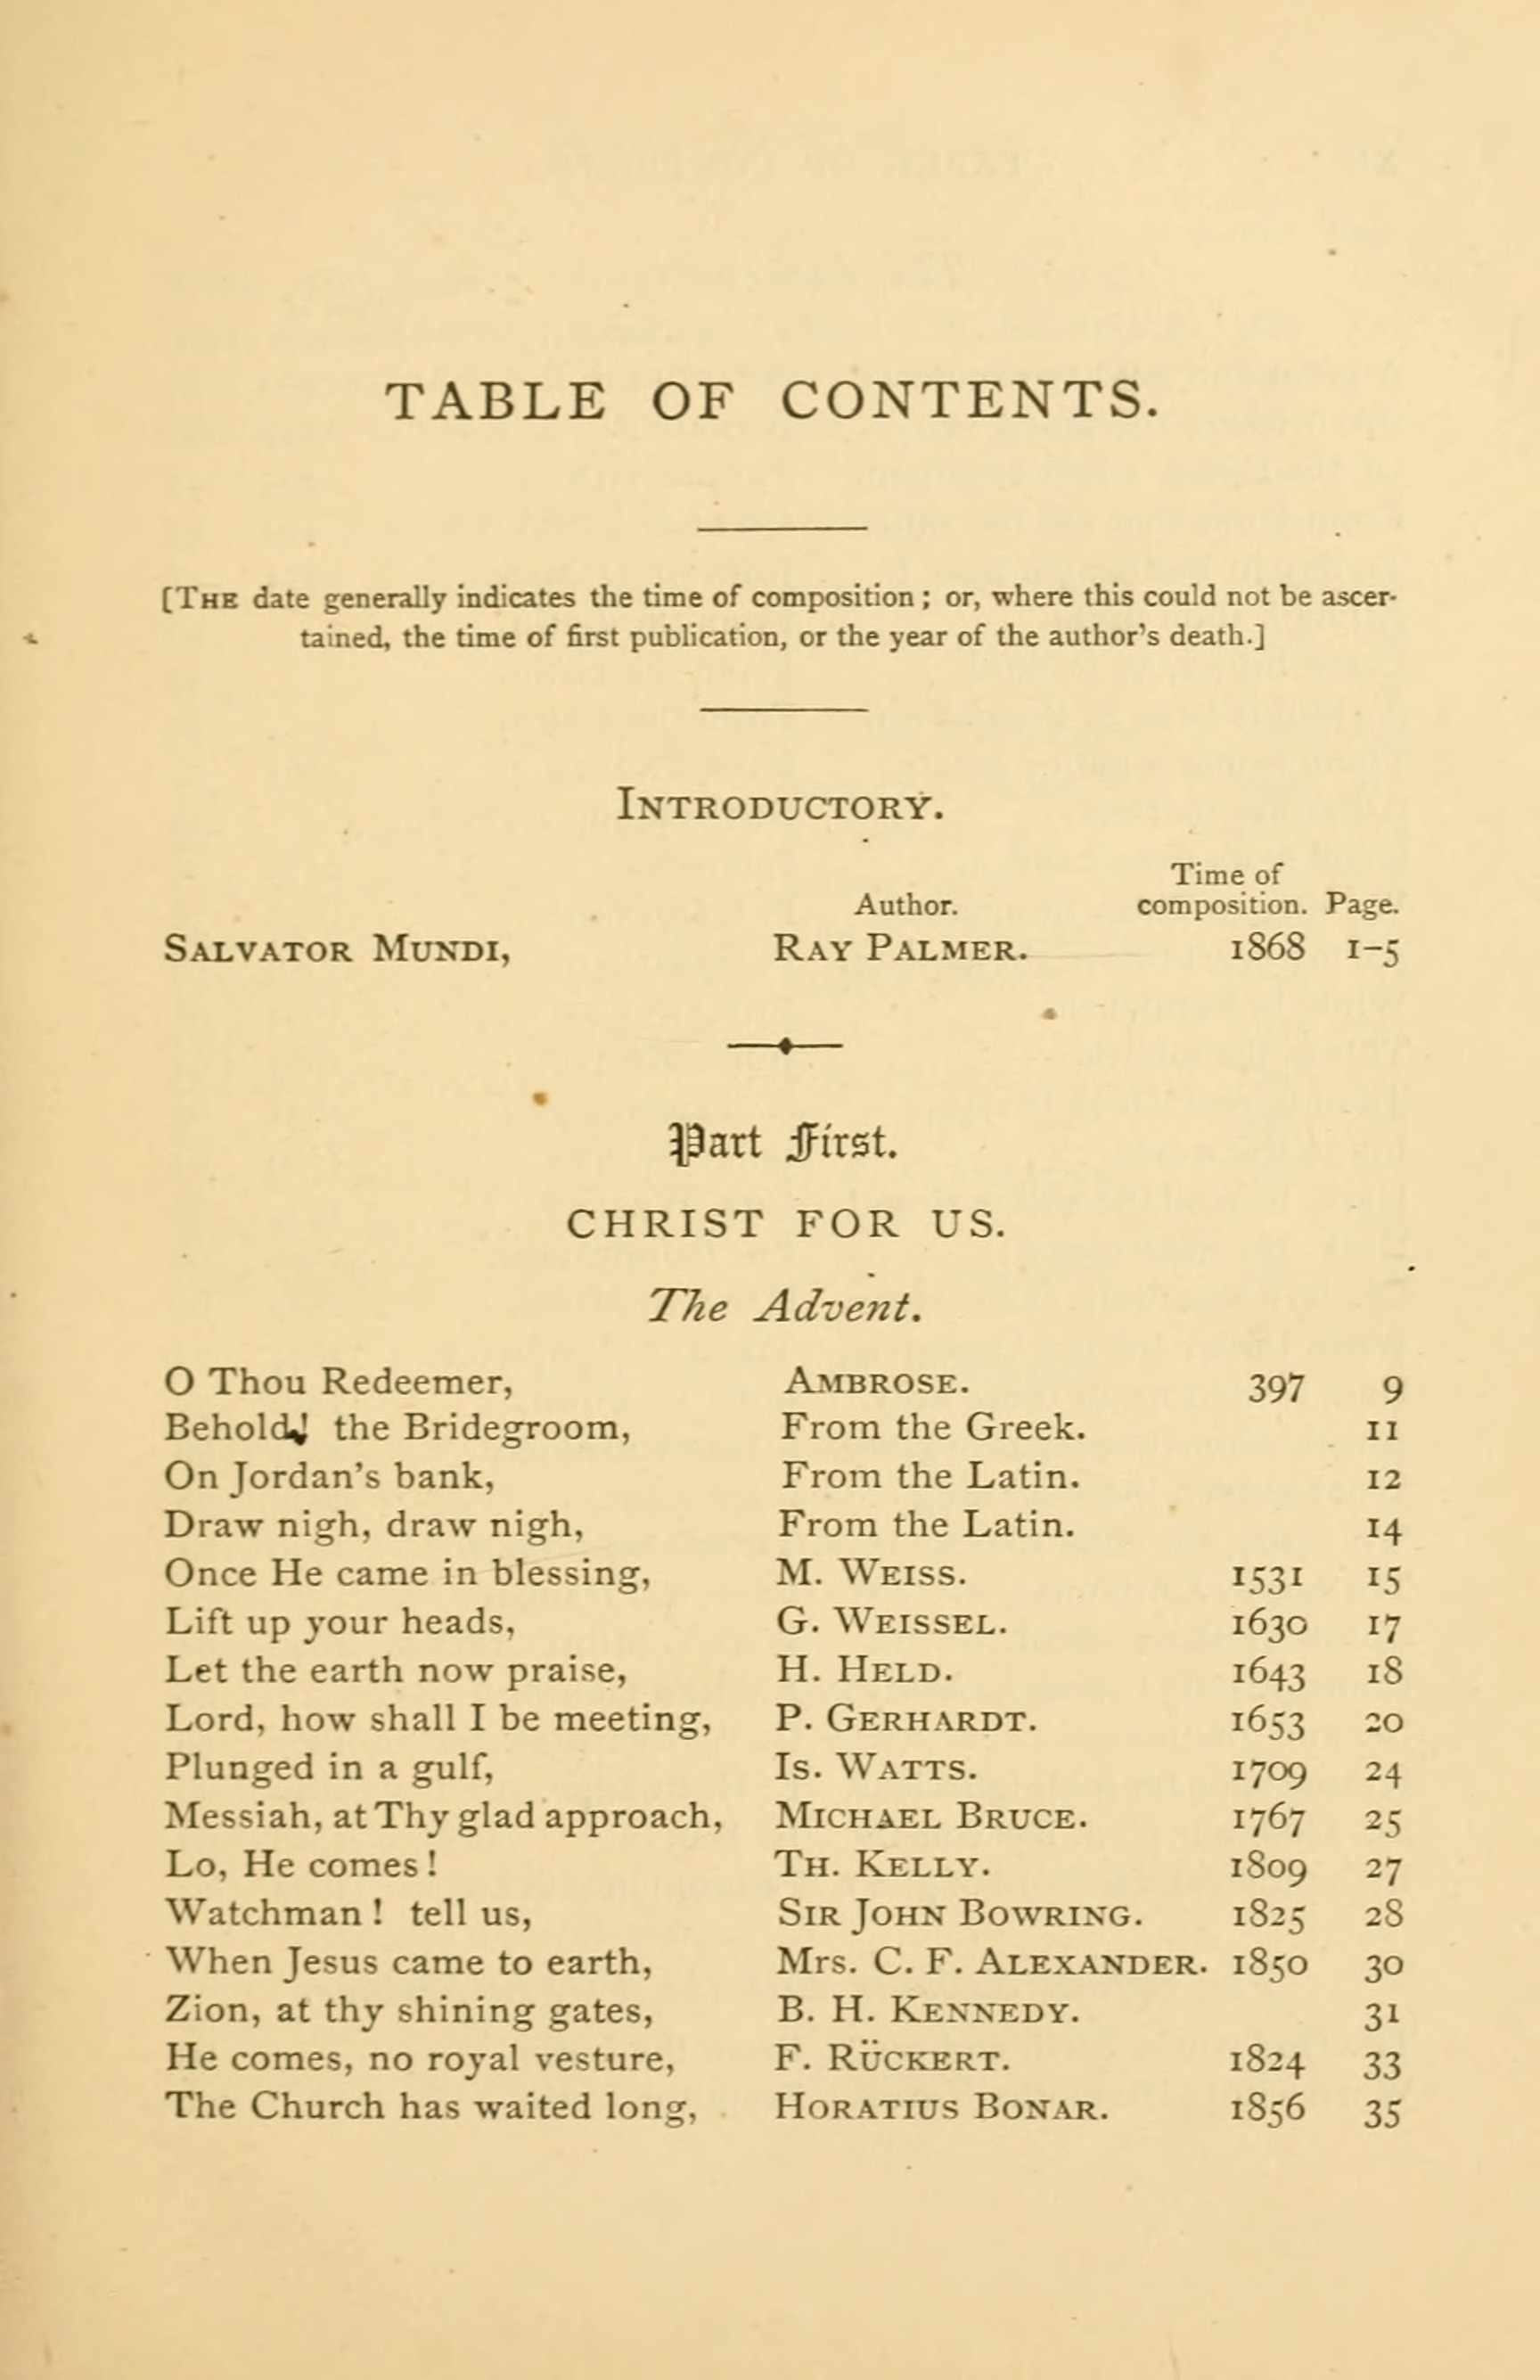 TABLE OF CONTENTS.
[THE date generally indicates the time of composition; or, where this could not be ascer-
tained, the time of first publication, or the year of the author's death.]
INTRODUCTORY.
Time of
Author. composition. Page.
SALVATOR MUNDI, RAY PALMER. 1868 1-5
Part First.
CHRIST FOR US.
The Advent.
O Thou Redeemer, AMBROSE. 397 9
Behold! the Bridegroom, From the Greek. 11
On Jordan's bank, From the Latin. 12
Draw nigh, draw nigh, From the Latin. 14
Once He came in blessing, M. WEISS. 1531 15
Lift up your heads, G. WEISSEL. 1630 17
Let the earth now praise, H. HELD. 1643 18
Lord, how shall I be meeting, P. GERHARDT. 1653 20
Plunged in a gulf, Is. WATTS. 1709 24
Messiah, at Thy glad approach, MICHAEL BRUCE. 1767 25
Lo, He comes! TH. KELLY. 1809 27
Watchman! tell us, SIR JOHN BOWRING. 1825 28
When Jesus came to earth, Mrs. C. F. ALEXANDER. 1850 30
Zion, at thy shining gates, B. H. KENNEDY. 31
He comes, no royal vesture, F. RÜCKERT. 1824 33
The Church has waited long, HORATIUS BONAR. 1856 35